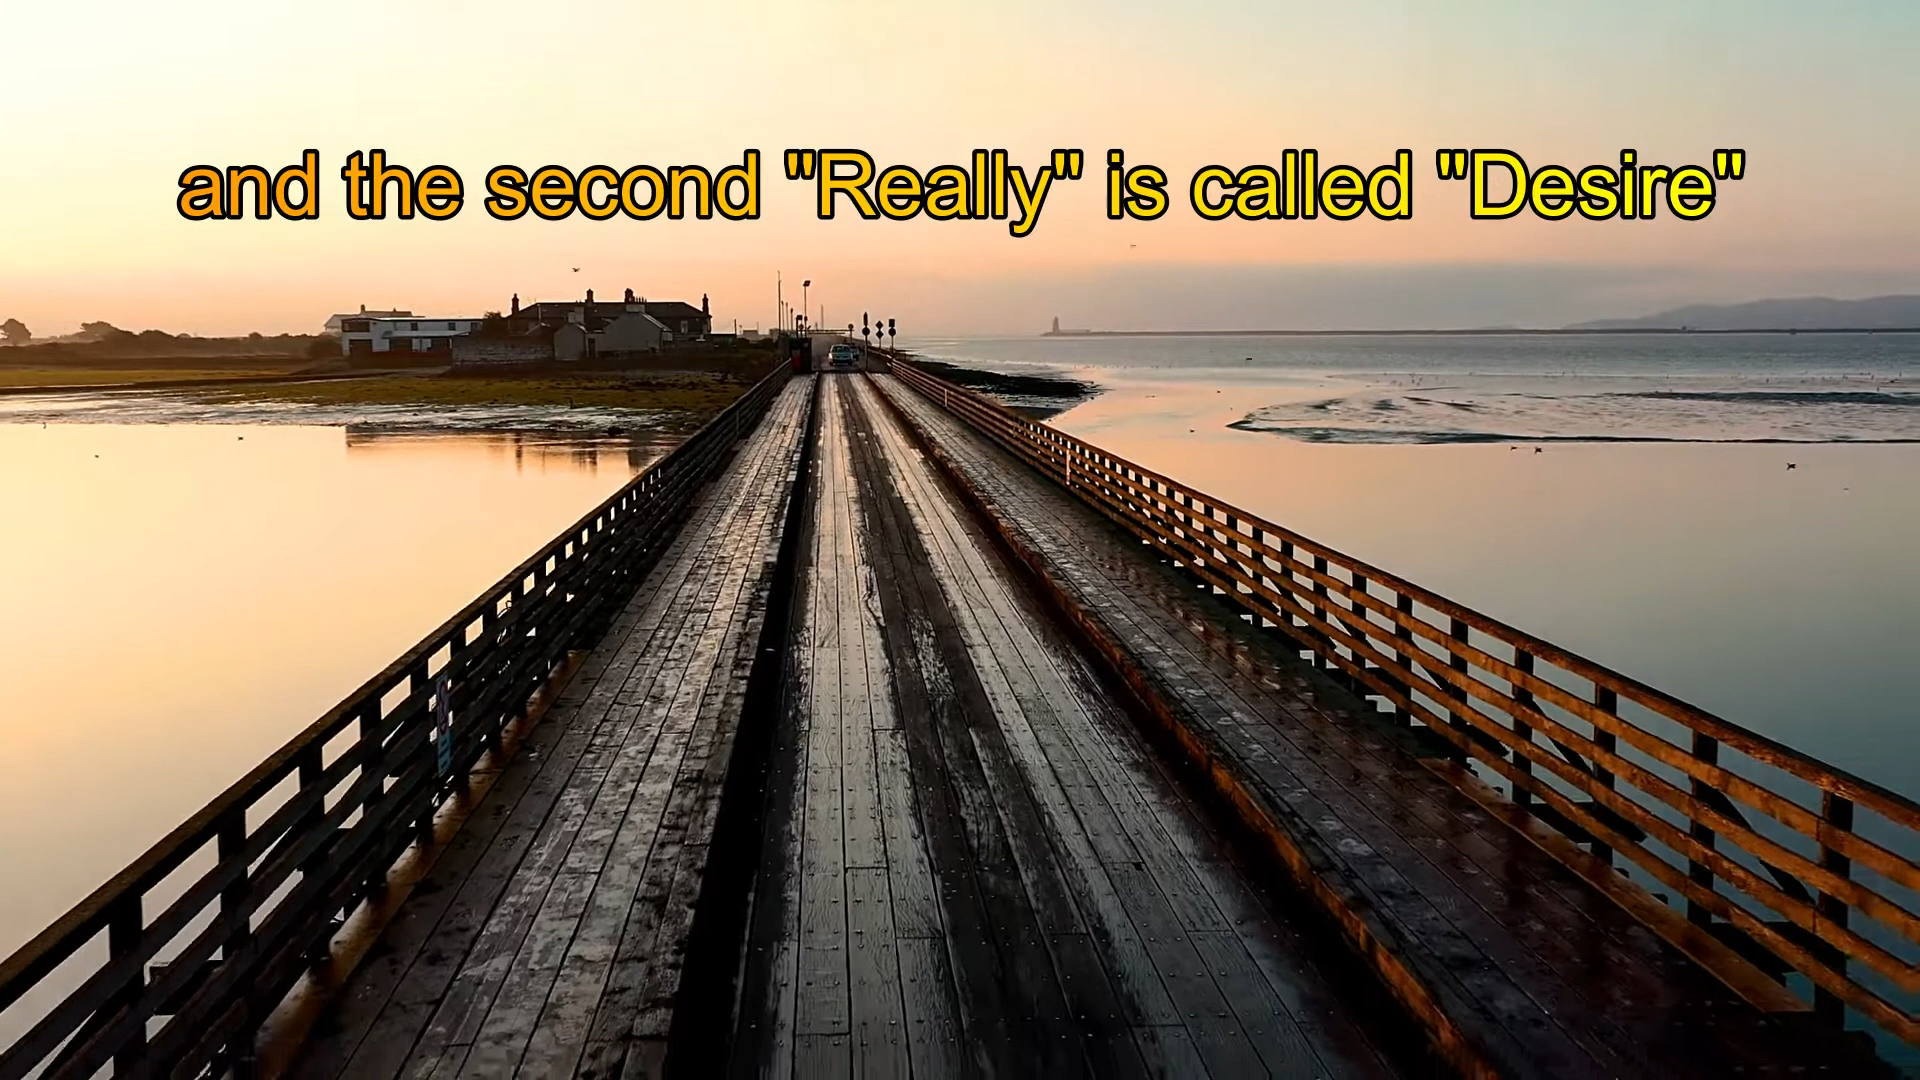 and the second "Really" is called "Desire"